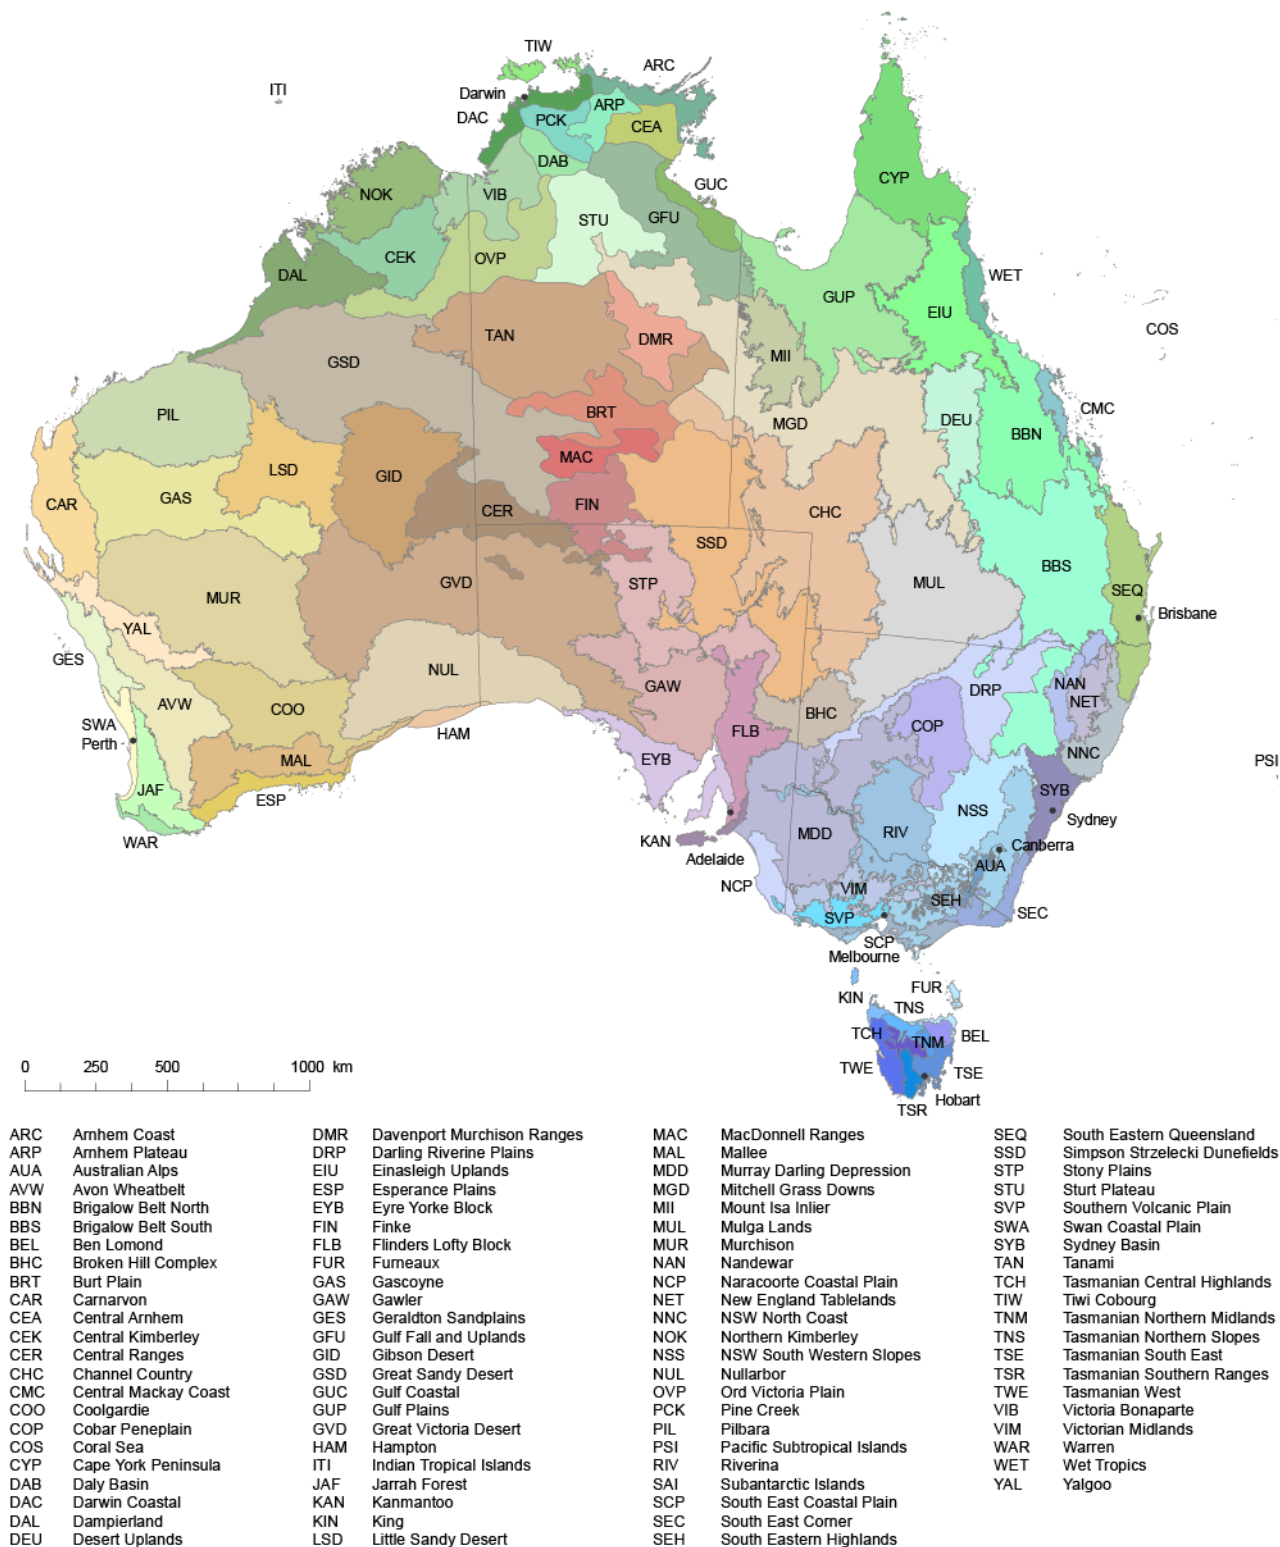 TIW
ARC
ITI
Darwin
ARP
DAC
PCK
CEA
DAB
CYP
GUC
NOK
VIB
STU
GFU
CEK
OVP
DAL
WET
GUP
EIU
COS
TAN
DMR
MII
GSD
CMC
PIL
BRT
MGD
DEU
BBN
MAC
LSD
GID
GAS
CAR
FIN
CER
CHC
SSD
BBS
GVD
STP
MUL
SEQ
MUR
Brisbane
YAL
GES
NUL
GAW
NAN
DRP
NET
AVW
COO
BHC
SWA
Perth
HAM
FLB
COP
NNC
EYB
MAL
PSI
JAF
ESP
SYB
NSS
Sydney
WAR
KAN
MDD
RIV
Canberra
Adelaide
AUA
NCP
VIM
SEH
SVP
SEC
SCP
Melbourne
KIN
FUR
TNS
TCH
TNM
BEL
TWE
TSE
Hobart
TSR
0 250 500 1000 km
ARC Arnhem Coast
ARP Arnhem Plateau
AUA Australian Alps
AVW Avon Wheatbelt
BBN Brigalow Belt North
BBS Brigalow Belt South
BEL Ben Lomond
BHC Broken Hill Complex
BRT Burt Plain
CAR Carnarvon
CEA Central Arnhem
CEK Central Kimberley
CER Central Ranges
CHC Channel Country
CMC Central Mackay Coast
COO Coolgardie
COP Cobar Peneplain
COS Coral Sea
CYP Cape York Peninsula
DAB Daly Basin
DAC Darwin Coastal
DAL Dampierland
DEU Desert Uplands
DMR Davenport Murchison Ranges
DRP Darling Riverine Plains
EIU Einasleigh Uplands
ESP Esperance Plains
EYB Eyre Yorke Block
FIN Finke
FLB Flinders Lofty Block
FUR Furneaux
GAS Gascoyne
GAW Gawler
GES Geraldton Sandplains
GFU Gulf Fall and Uplands
GID Gibson Desert
GSD Great Sandy Desert
GUC Gulf Coastal
GUP Gulf Plains
GVD Great Victoria Desert
HAM Hampton
ITI Indian Tropical Islands
JAF Jarrah Forest
KAN Kanmantoo
KIN King
LSD Little Sandy Desert
MAC MacDonnell Ranges
MAL Mallee
MDD Murray Darling Depression
MGD Mitchell Grass Downs
MII Mount Isa Inlier
MUL Mulga Lands
MUR Murchison
NAN Nandewar
NCP Naracoorte Coastal Plain
NET New England Tablelands
NNC NSW North Coast
NOK Northern Kimberley
NSS NSW South Western Slopes
NUL Nullarbor
OVP Ord Victoria Plain
PCK Pine Creek
PIL Pilbara
PSI Pacific Subtropical Islands
RIV Riverina
SAI Subantarctic Islands
SCP South East Coastal Plain
SEC South East Corner
SEH South Eastern Highlands
SEQ South Eastern Queensland
SSD Simpson Strzelecki Dunefields
STP Stony Plains
STU Sturt Plateau
SVP Southern Volcanic Plain
SWA Swan Coastal Plain
SYB Sydney Basin
TAN Tanami
TCH Tasmanian Central Highlands
TIW Tiwi Cobourg
TNM Tasmanian Northern Midlands
TNS Tasmanian Northern Slopes
TSE Tasmanian South East
TSR Tasmanian Southern Ranges
TWE Tasmanian West
VIB Victoria Bonaparte
VIM Victorian Midlands
WAR Warren
WET Wet Tropics
YAL Yalgoo